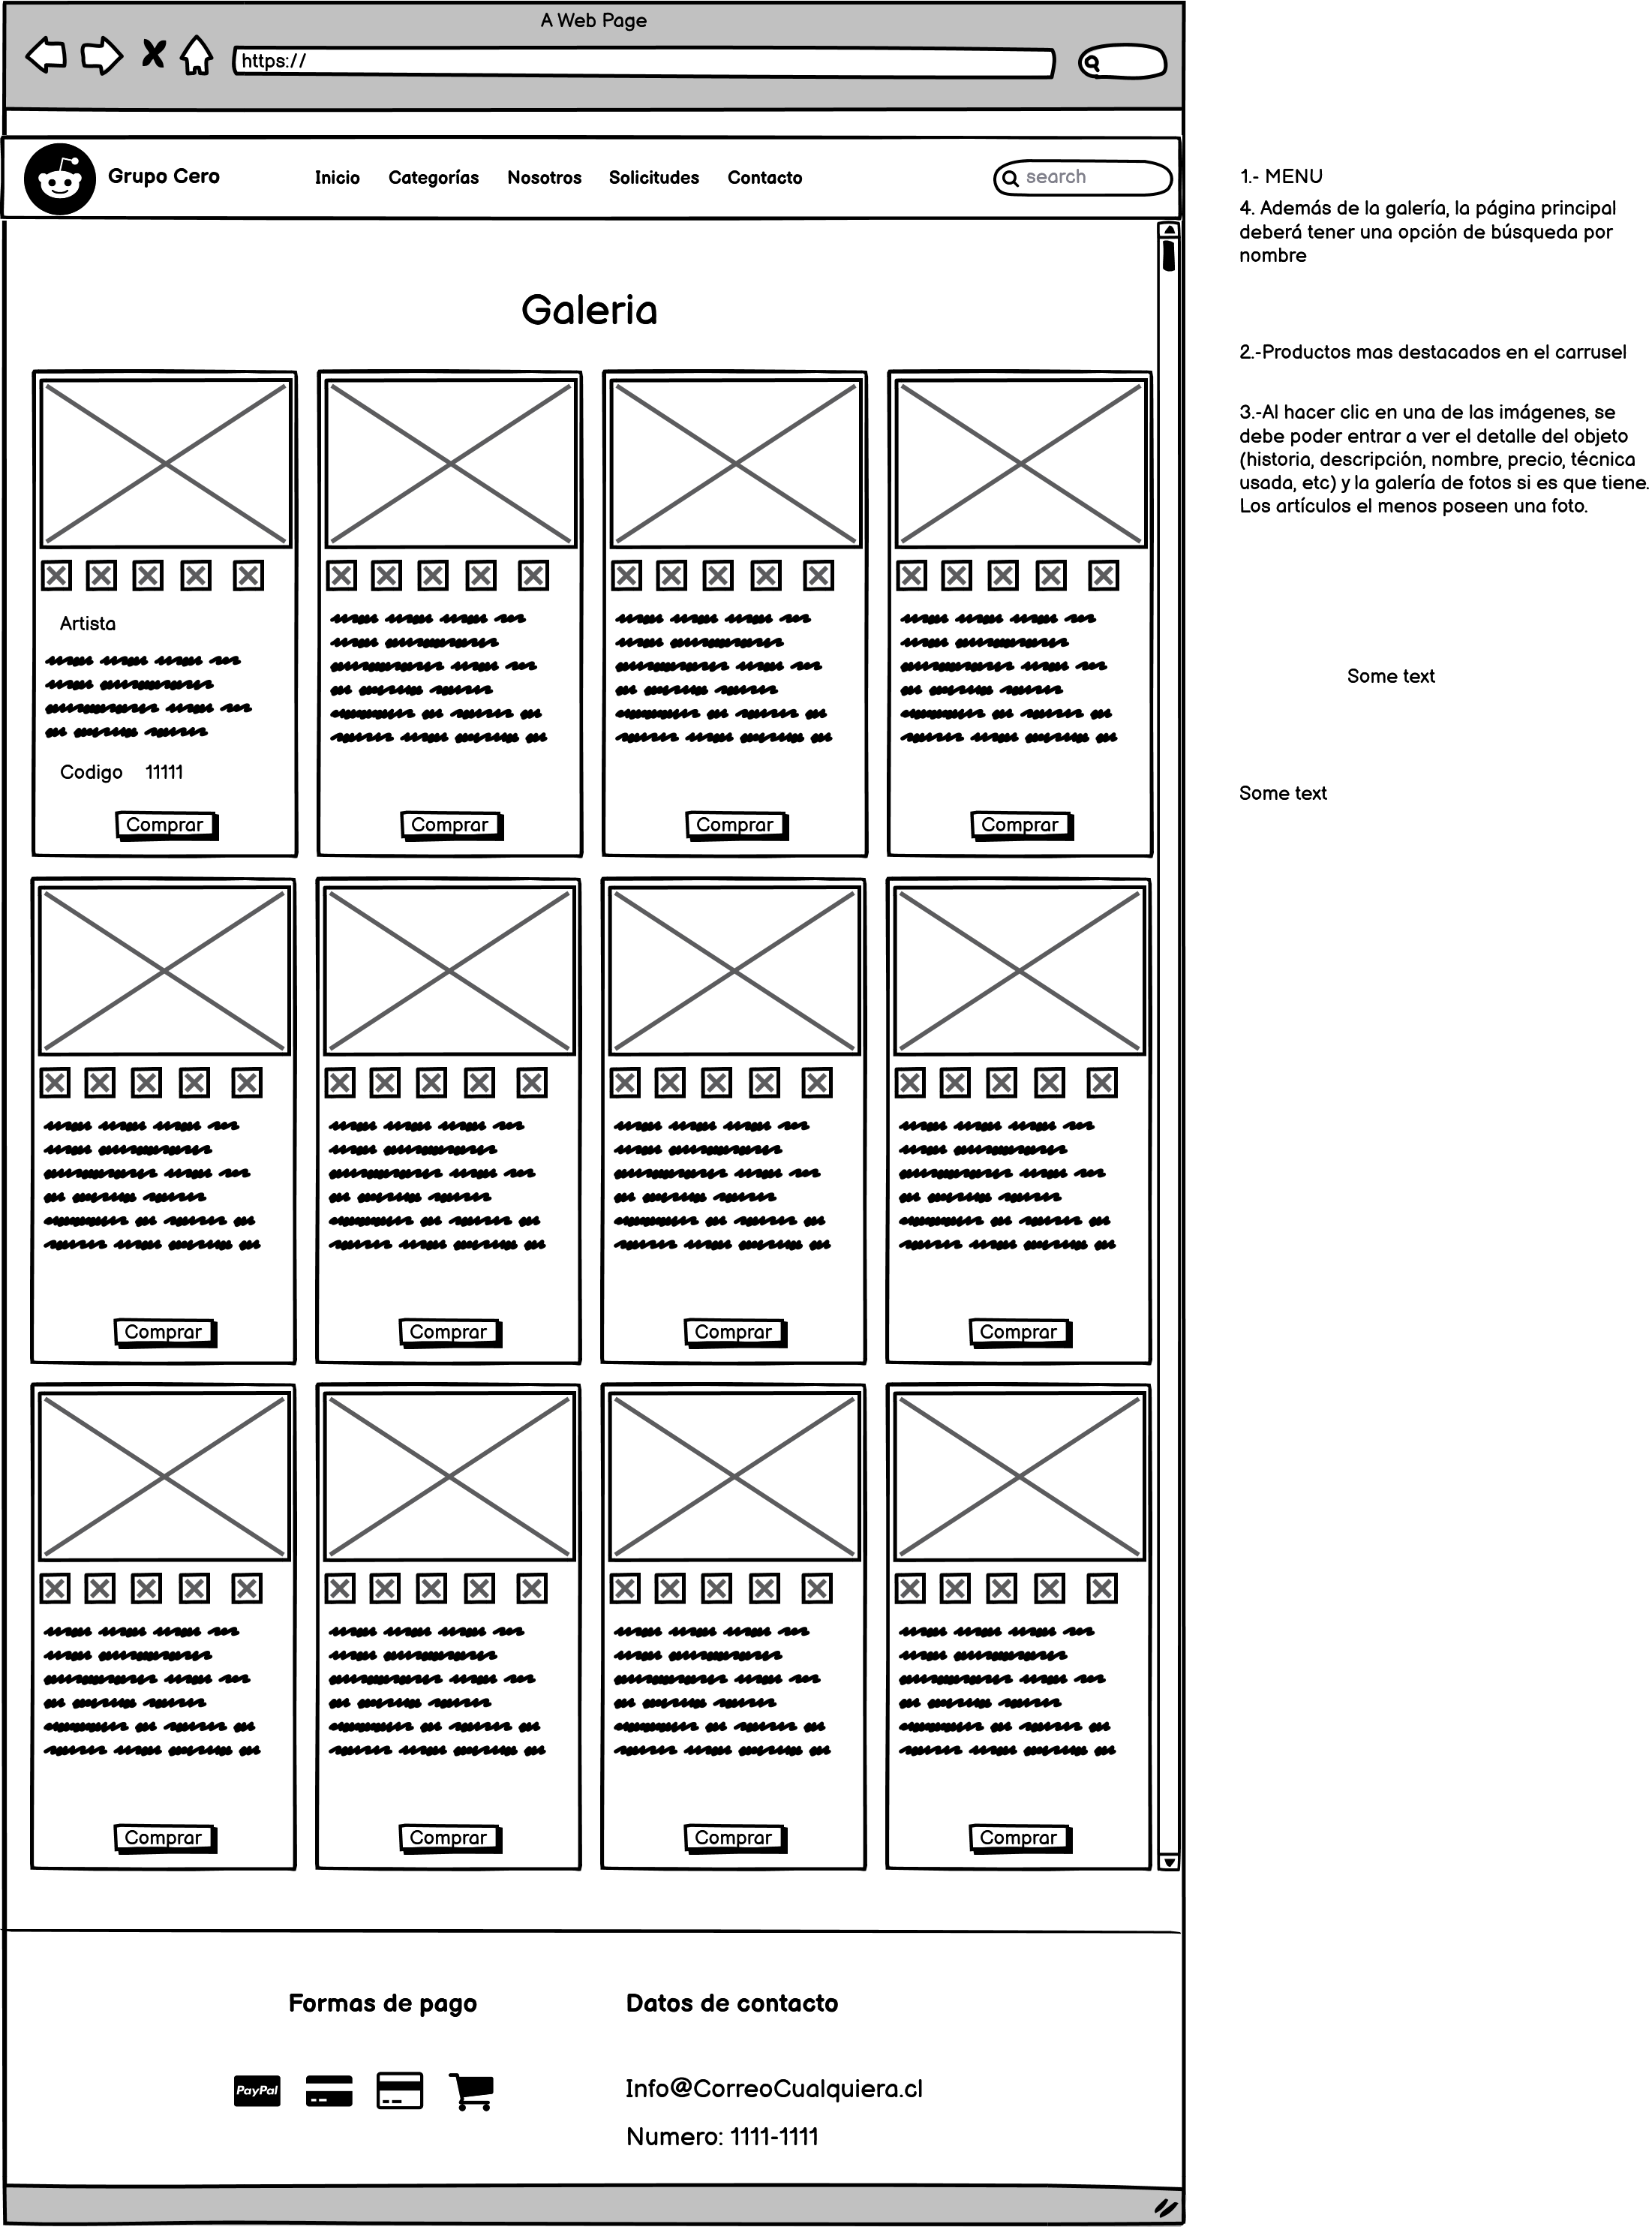 A Web Page
https://
Grupo Cero
Inicio
Categorías
Nosotros
Solicitudes
Contacto
search
Galeria
Artista
Codigo 11111
Comprar
Comprar
Comprar
Comprar
Comprar
Comprar
Comprar
Comprar
Comprar
Comprar
Comprar
Comprar
Formas de pago
PayPal
Datos de contacto
Info@CorreoCualquiera.cl
Numero: 1111-1111
1.- MENU
4. Además de la galería, la página principal
deberá tener una opción de búsqueda por
nombre
2.-Productos mas destacados en el carrusel
3.-Al hacer clic en una de las imágenes, se
debe poder entrar a ver el detalle del objeto
(historia, descripción, nombre, precio, técnica
usada, etc) y la galería de fotos si es que tiene.
Los artículos el menos poseen una foto.
Some text
Some text